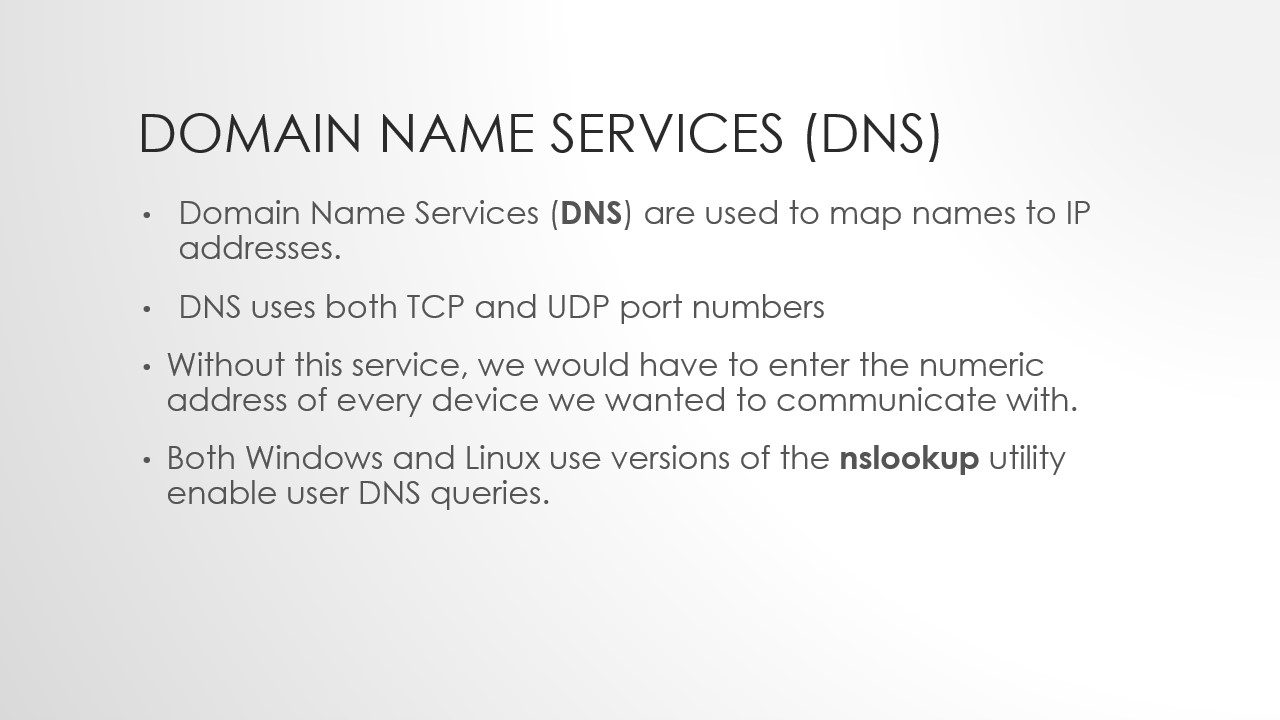 DOMAIN NAME SERVICES (DNS)
• Domain Name Services (DNS) are used to map names to IP
addresses.
• DNS uses both TCP and UDP port numbers
• Without this service, we would have to enter the numeric
address of every device we wanted to communicate with.
• Both Windows and Linux use versions of the nslookup utility
enable user DNS queries.